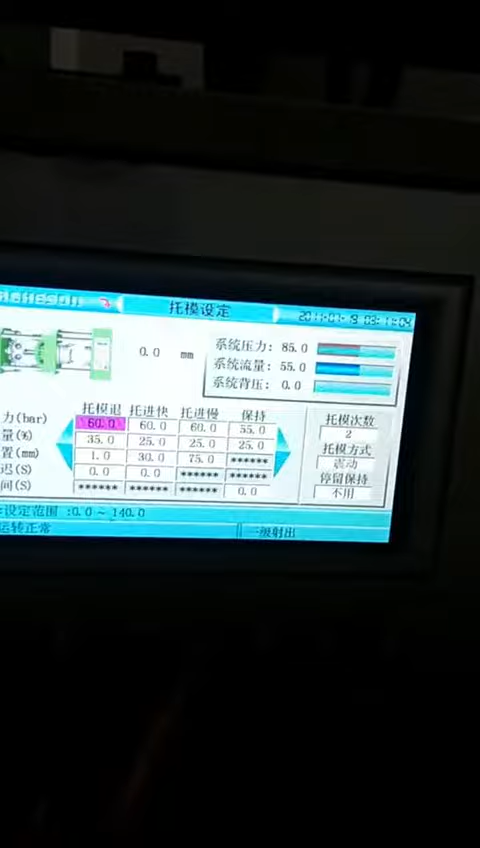 托模设定
0.0 mm
系统压力: 85.0
系统流量: 55.0
系统背压: 0.0
托模退 托进快 托进慢 保持
力(bar) 60.0 60.0 60.0 55.0
量(%) 35.0 25.0 25.0 25.0
置(mm) 1.0 30.0 75.0 ******
迟(S) 0.0 0.0 ****** ******
间(S) ****** ****** ****** 0.0
托模次数
2
托模方式
震动
停留保持
不用
设定范围 :0.0 ~ 140.0
运转正常 一级射出